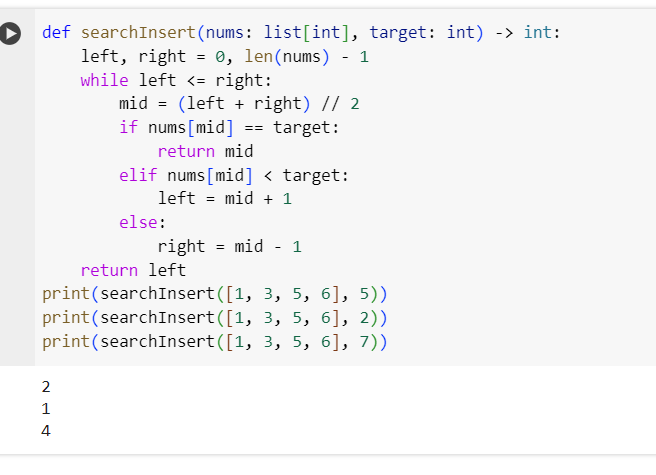 def searchInsert(nums: list[int], target: int) -> int:
    left, right = 0, len(nums) - 1
    while left <= right:
        mid = (left + right) // 2
        if nums[mid] == target:
            return mid
        elif nums[mid] < target:
            left = mid + 1
        else:
            right = mid - 1
    return left
print(searchInsert([1, 3, 5, 6], 5))
print(searchInsert([1, 3, 5, 6], 2))
print(searchInsert([1, 3, 5, 6], 7))
2
1
4